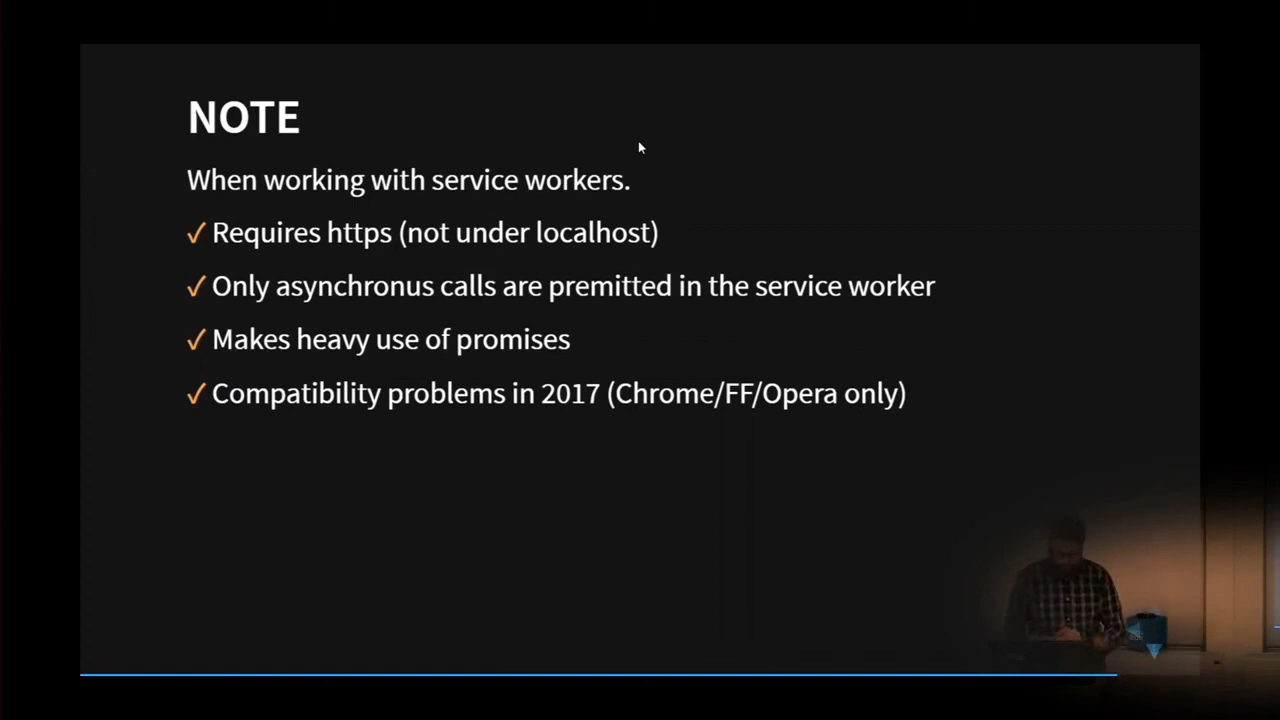 NOTE
When working with service workers.
✓ Requires https (not under localhost)
✓ Only asynchronus calls are premitted in the service worker
✓ Makes heavy use of promises
✓ Compatibility problems in 2017 (Chrome/FF/Opera only)